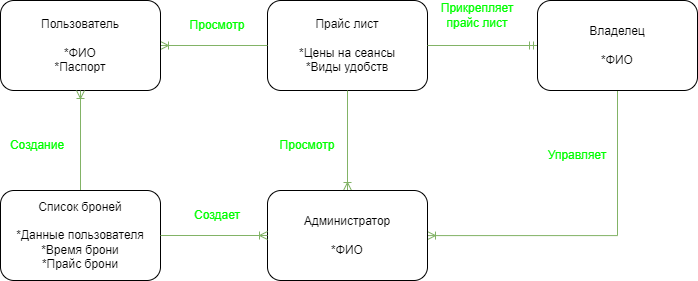 Пользователь
*ФИО
*Паспорт
Просмотр
Прайс лист
*Цены на сеансы
*Виды удобств
Прикрепляет
прайс лист
Владелец
*ФИО
Создание
Просмотр
Управляет
Список броней
*Данные пользователя
*Время брони
*Прайс брони
Создает
Администратор
*ФИО